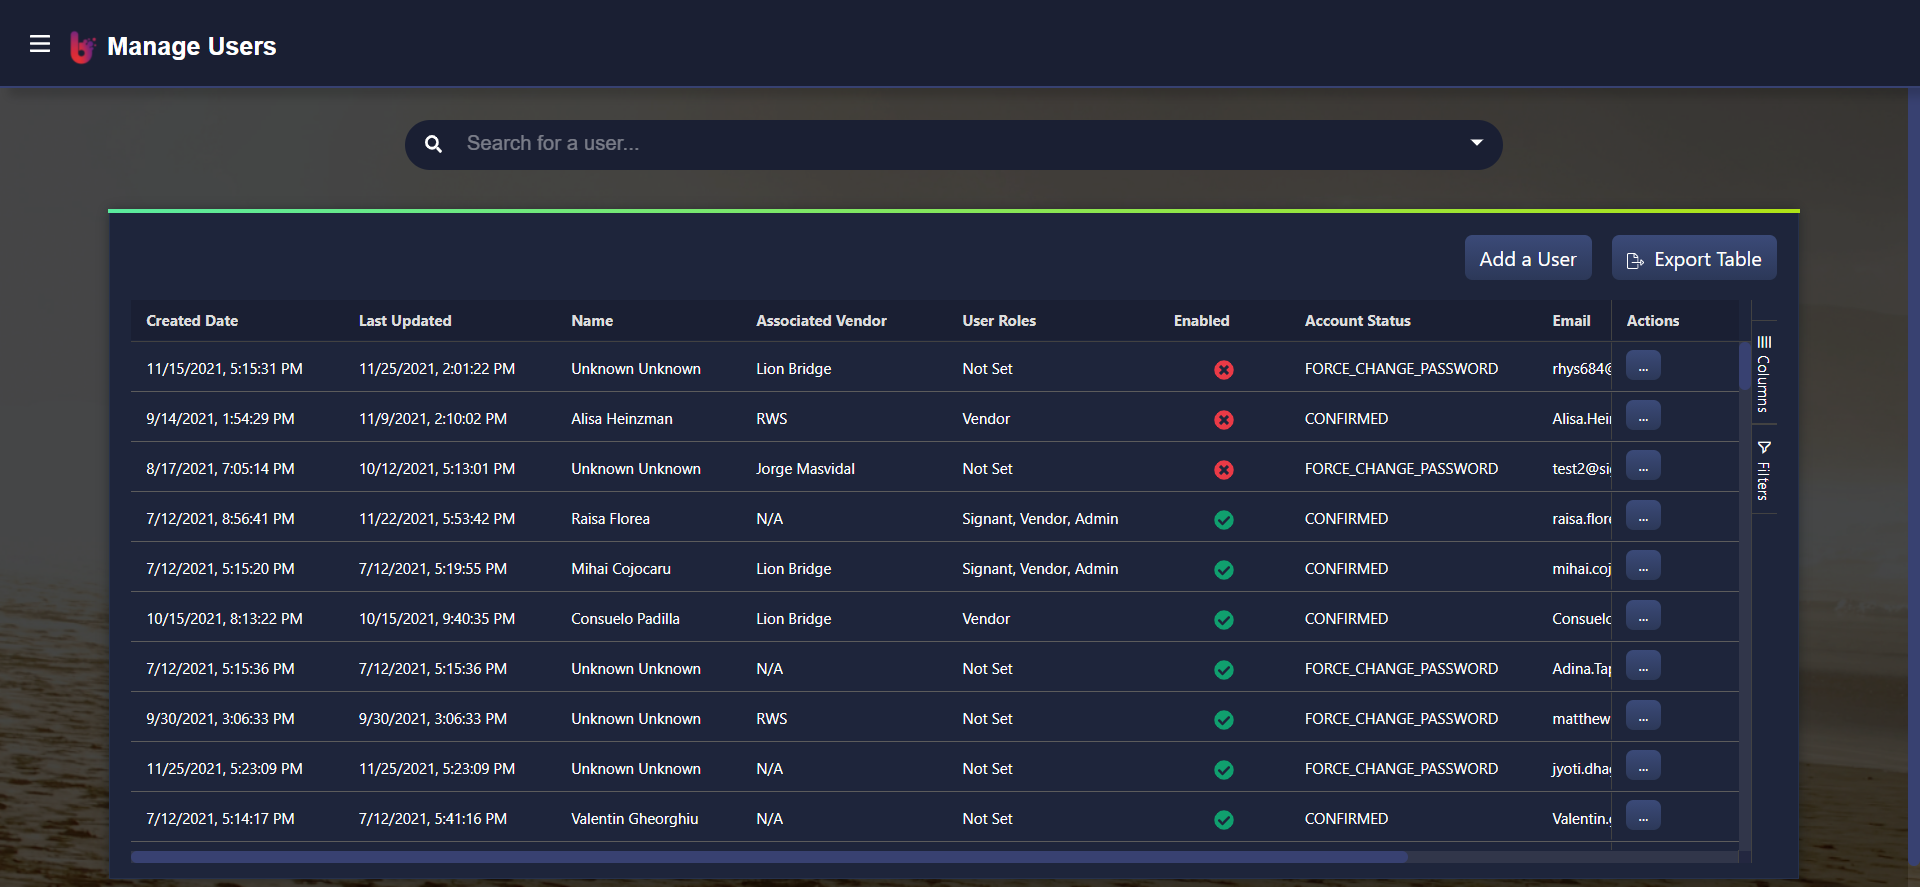 Manage Users
Search for a user...
Add a User
Export Table
Created Date Last Updated Name Associated Vendor User Roles Enabled Account Status Email Actions
11/15/2021, 5:15:31 PM 11/25/2021, 2:01:22 PM Unknown Unknown Lion Bridge Not Set FORCE_CHANGE_PASSWORD rhys684@ ...
9/14/2021, 1:54:29 PM 11/9/2021, 2:10:02 PM Alisa Heinzman RWS Vendor CONFIRMED Alisa.Hei ...
8/17/2021, 7:05:14 PM 10/12/2021, 5:13:01 PM Unknown Unknown Jorge Masvidal Not Set FORCE_CHANGE_PASSWORD test2@si ...
7/12/2021, 8:56:41 PM 11/22/2021, 5:53:42 PM Raisa Florea N/A Signant, Vendor, Admin CONFIRMED raisa.flore ...
7/12/2021, 5:15:20 PM 7/12/2021, 5:19:55 PM Mihai Cojocaru Lion Bridge Signant, Vendor, Admin CONFIRMED mihai.coj ...
10/15/2021, 8:13:22 PM 10/15/2021, 9:40:35 PM Consuelo Padilla Lion Bridge Vendor CONFIRMED Consuelo ...
7/12/2021, 5:15:36 PM 7/12/2021, 5:15:36 PM Unknown Unknown N/A Not Set FORCE_CHANGE_PASSWORD Adina.Tap ...
9/30/2021, 3:06:33 PM 9/30/2021, 3:06:33 PM Unknown Unknown RWS Not Set FORCE_CHANGE_PASSWORD matthew ...
11/25/2021, 5:23:09 PM 11/25/2021, 5:23:09 PM Unknown Unknown N/A Not Set FORCE_CHANGE_PASSWORD jyoti.dha ...
7/12/2021, 5:14:17 PM 7/12/2021, 5:41:16 PM Valentin Gheorghiu N/A Not Set CONFIRMED Valentin. ...
Columns
Filters